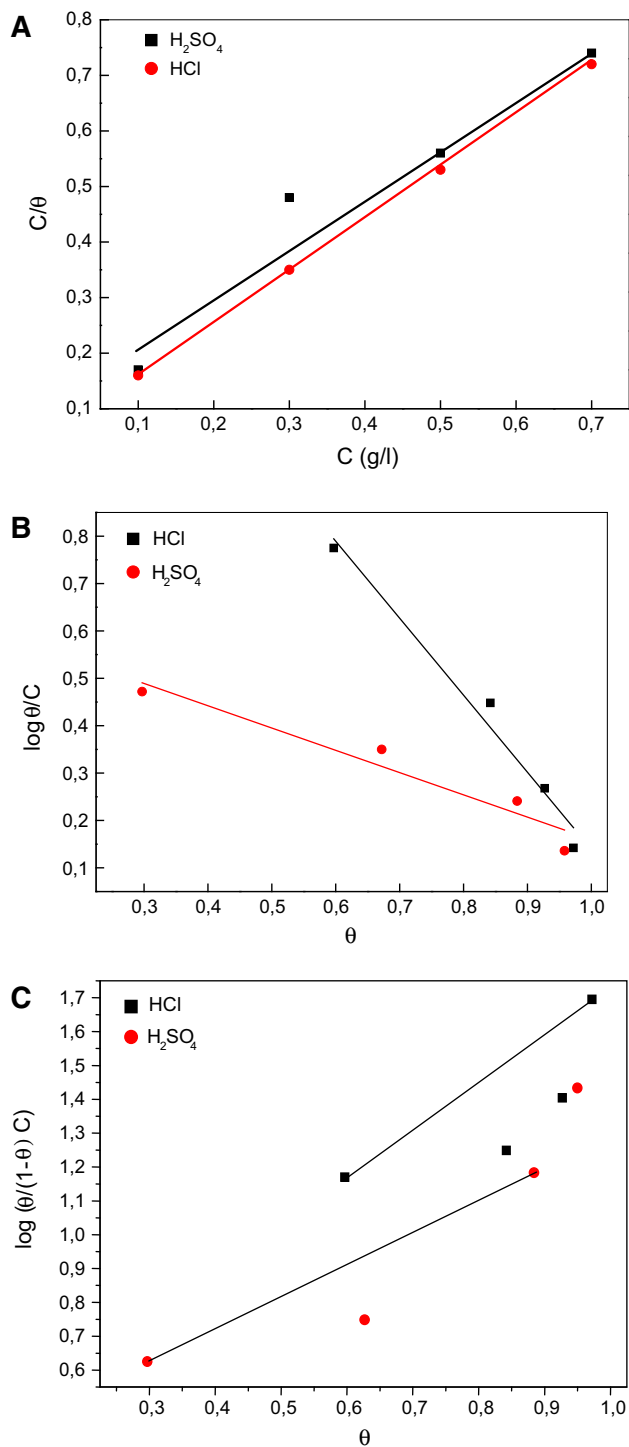 A
H₂SO₄
HCl
0,8
0,7
0,6
0,5
0,4
0,3
0,2
0,1
C/θ
0,1 0,2 0,3 0,4 0,5 0,6 0,7
C (g/l)
B
HCl
H₂SO₄
0,8
0,7
0,6
0,5
0,4
0,3
0,2
0,1
log θ/C
0,3 0,4 0,5 0,6 0,7 0,8 0,9 1,0
θ
C
HCl
H₂SO₄
1,7
1,6
1,5
1,4
1,3
1,2
1,1
1,0
0,9
0,8
0,7
0,6
log (θ/(1-θ) C)
0,3 0,4 0,5 0,6 0,7 0,8 0,9 1,0
θ